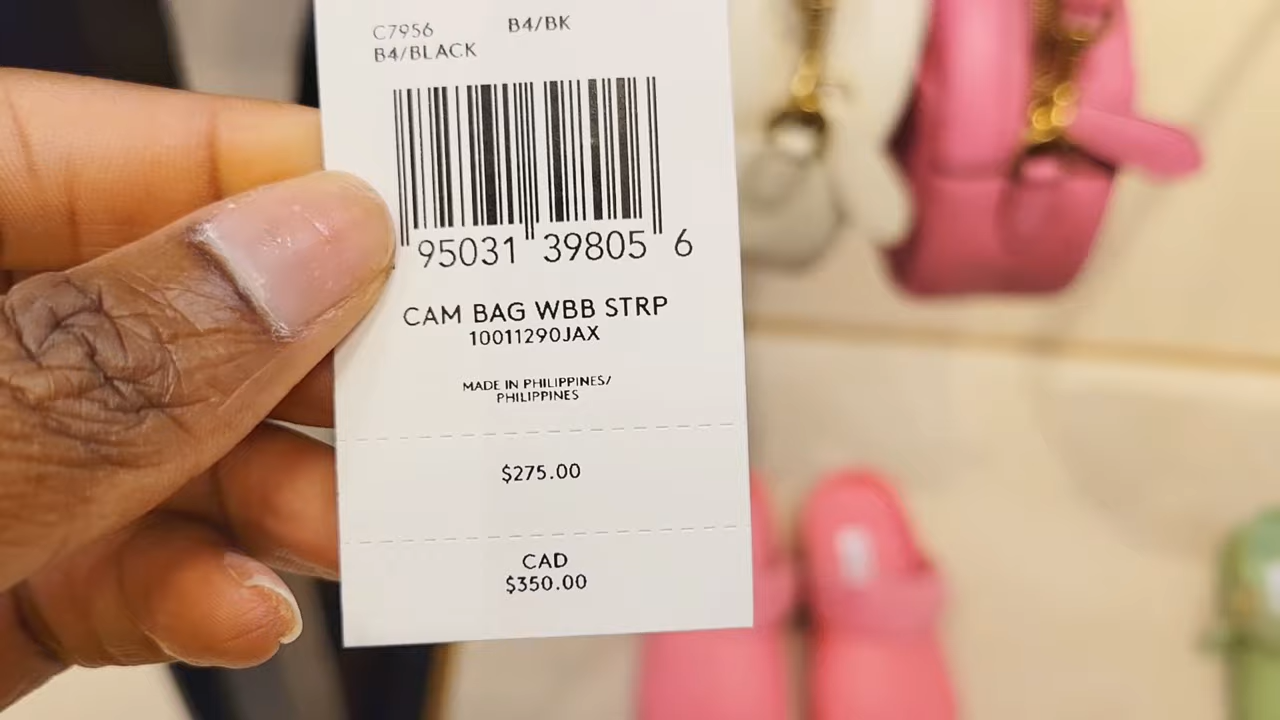 C7956 B4/BK
B4/BLACK
95031 39805 6
CAM BAG WBB STRP
10011290JAX
MADE IN PHILIPPINES/
PHILIPPINES
$275.00
CAD
$350.00